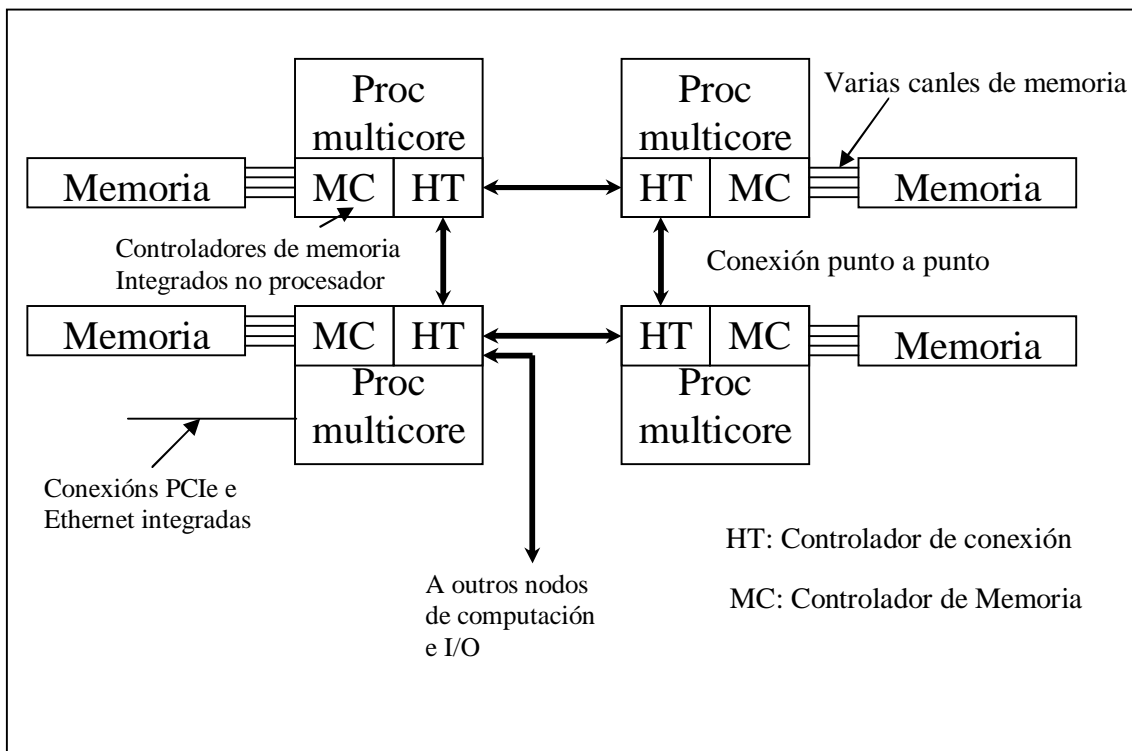 Proc
multicore
Proc
multicore
Varias canles de memoria
Memoria
MC
HT
HT
MC
Memoria
Controladores de memoria
Integrados no procesador
Conexión punto a punto
Memoria
MC
HT
HT
MC
Memoria
Proc
multicore
Proc
multicore
Conexións PCIe e
Ethernet integradas
HT: Controlador de conexión
A outros nodos
de computación
e I/O
MC: Controlador de Memoria